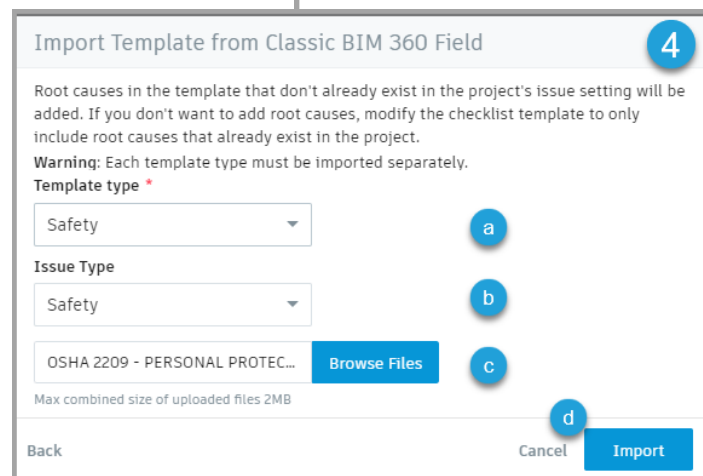 Import Template from Classic BIM 360 Field
4
Root causes in the template that don't already exist in the project's issue setting will be
added. If you don't want to add root causes, modify the checklist template to only
include root causes that already exist in the project.
Warning: Each template type must be imported separately.
Template type *
Safety
a
Issue Type
Safety
b
OSHA 2209 - PERSONAL PROTEC... Browse Files
c
Max combined size of uploaded files 2MB
d
Back Cancel Import